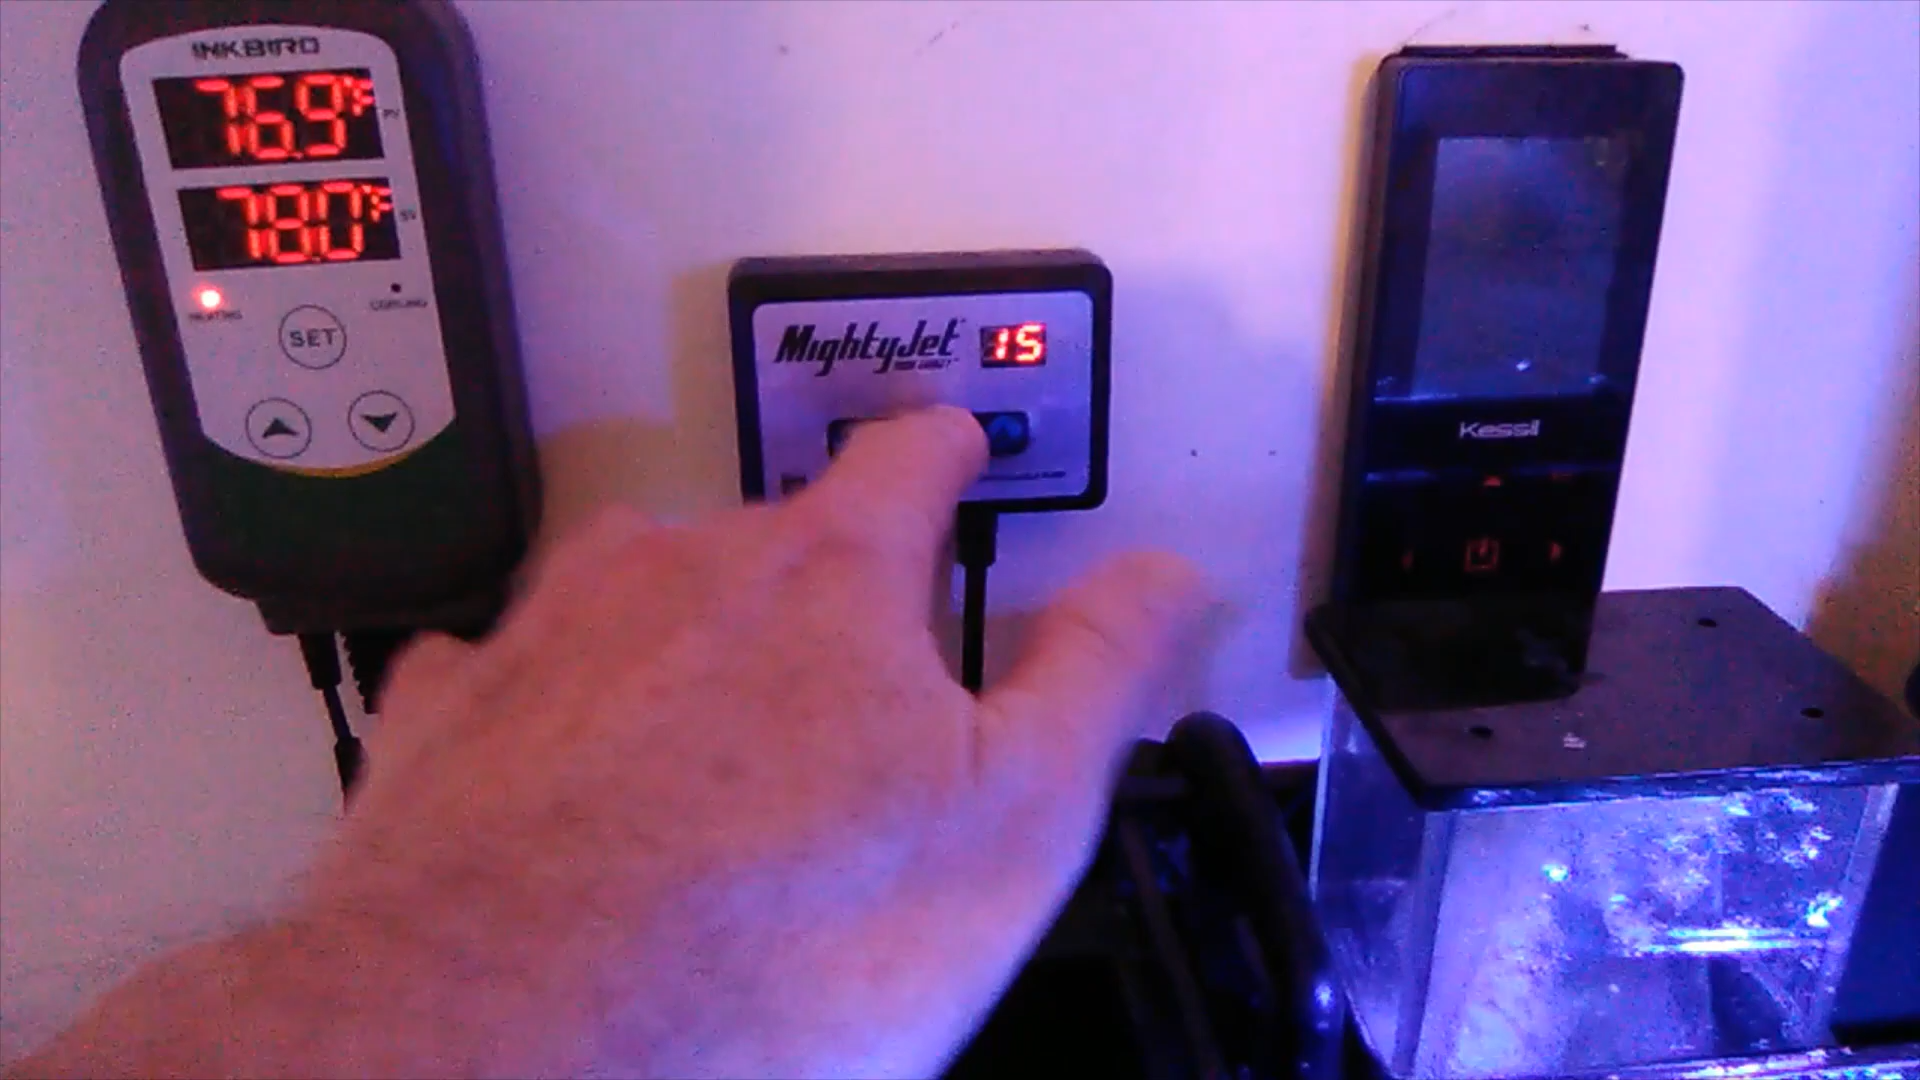 INKBIRD
76.9°F
PV
78.0°F
SV
HEATING
COOLING
SET
MightyJet
15
Kessil